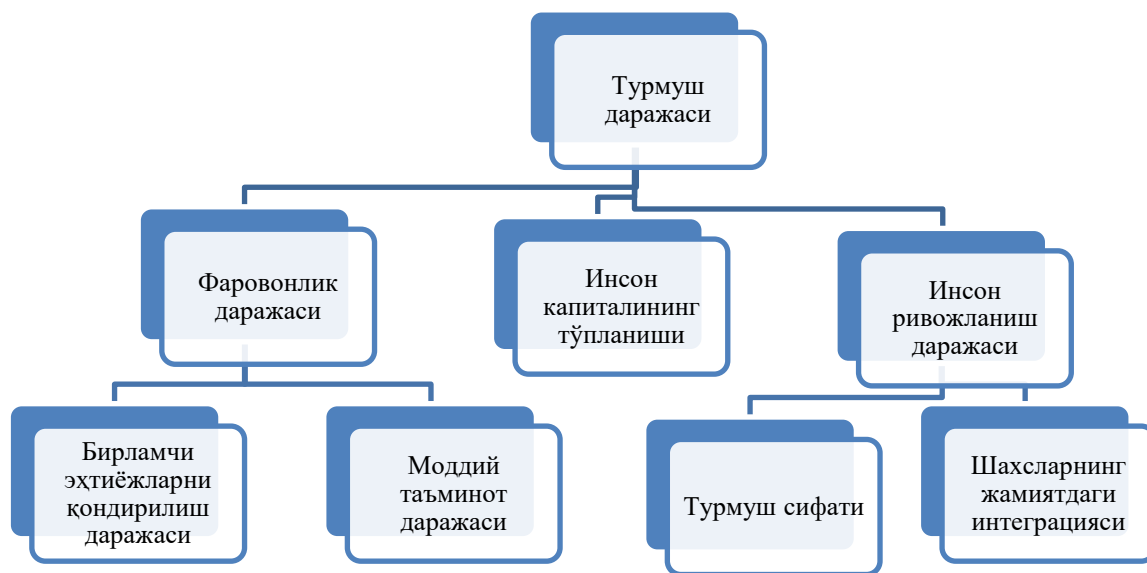 Турмуш
даражаси
Фаровонлик
даражаси
Инсон
капиталининг
тўпланиши
Инсон
ривожланиш
даражаси
Бирламчи
эҳтиёжларни
қондирилиш
даражаси
Моддий
таъминот
даражаси
Турмуш сифати
Шахсларнинг
жамиятдаги
интеграцияси